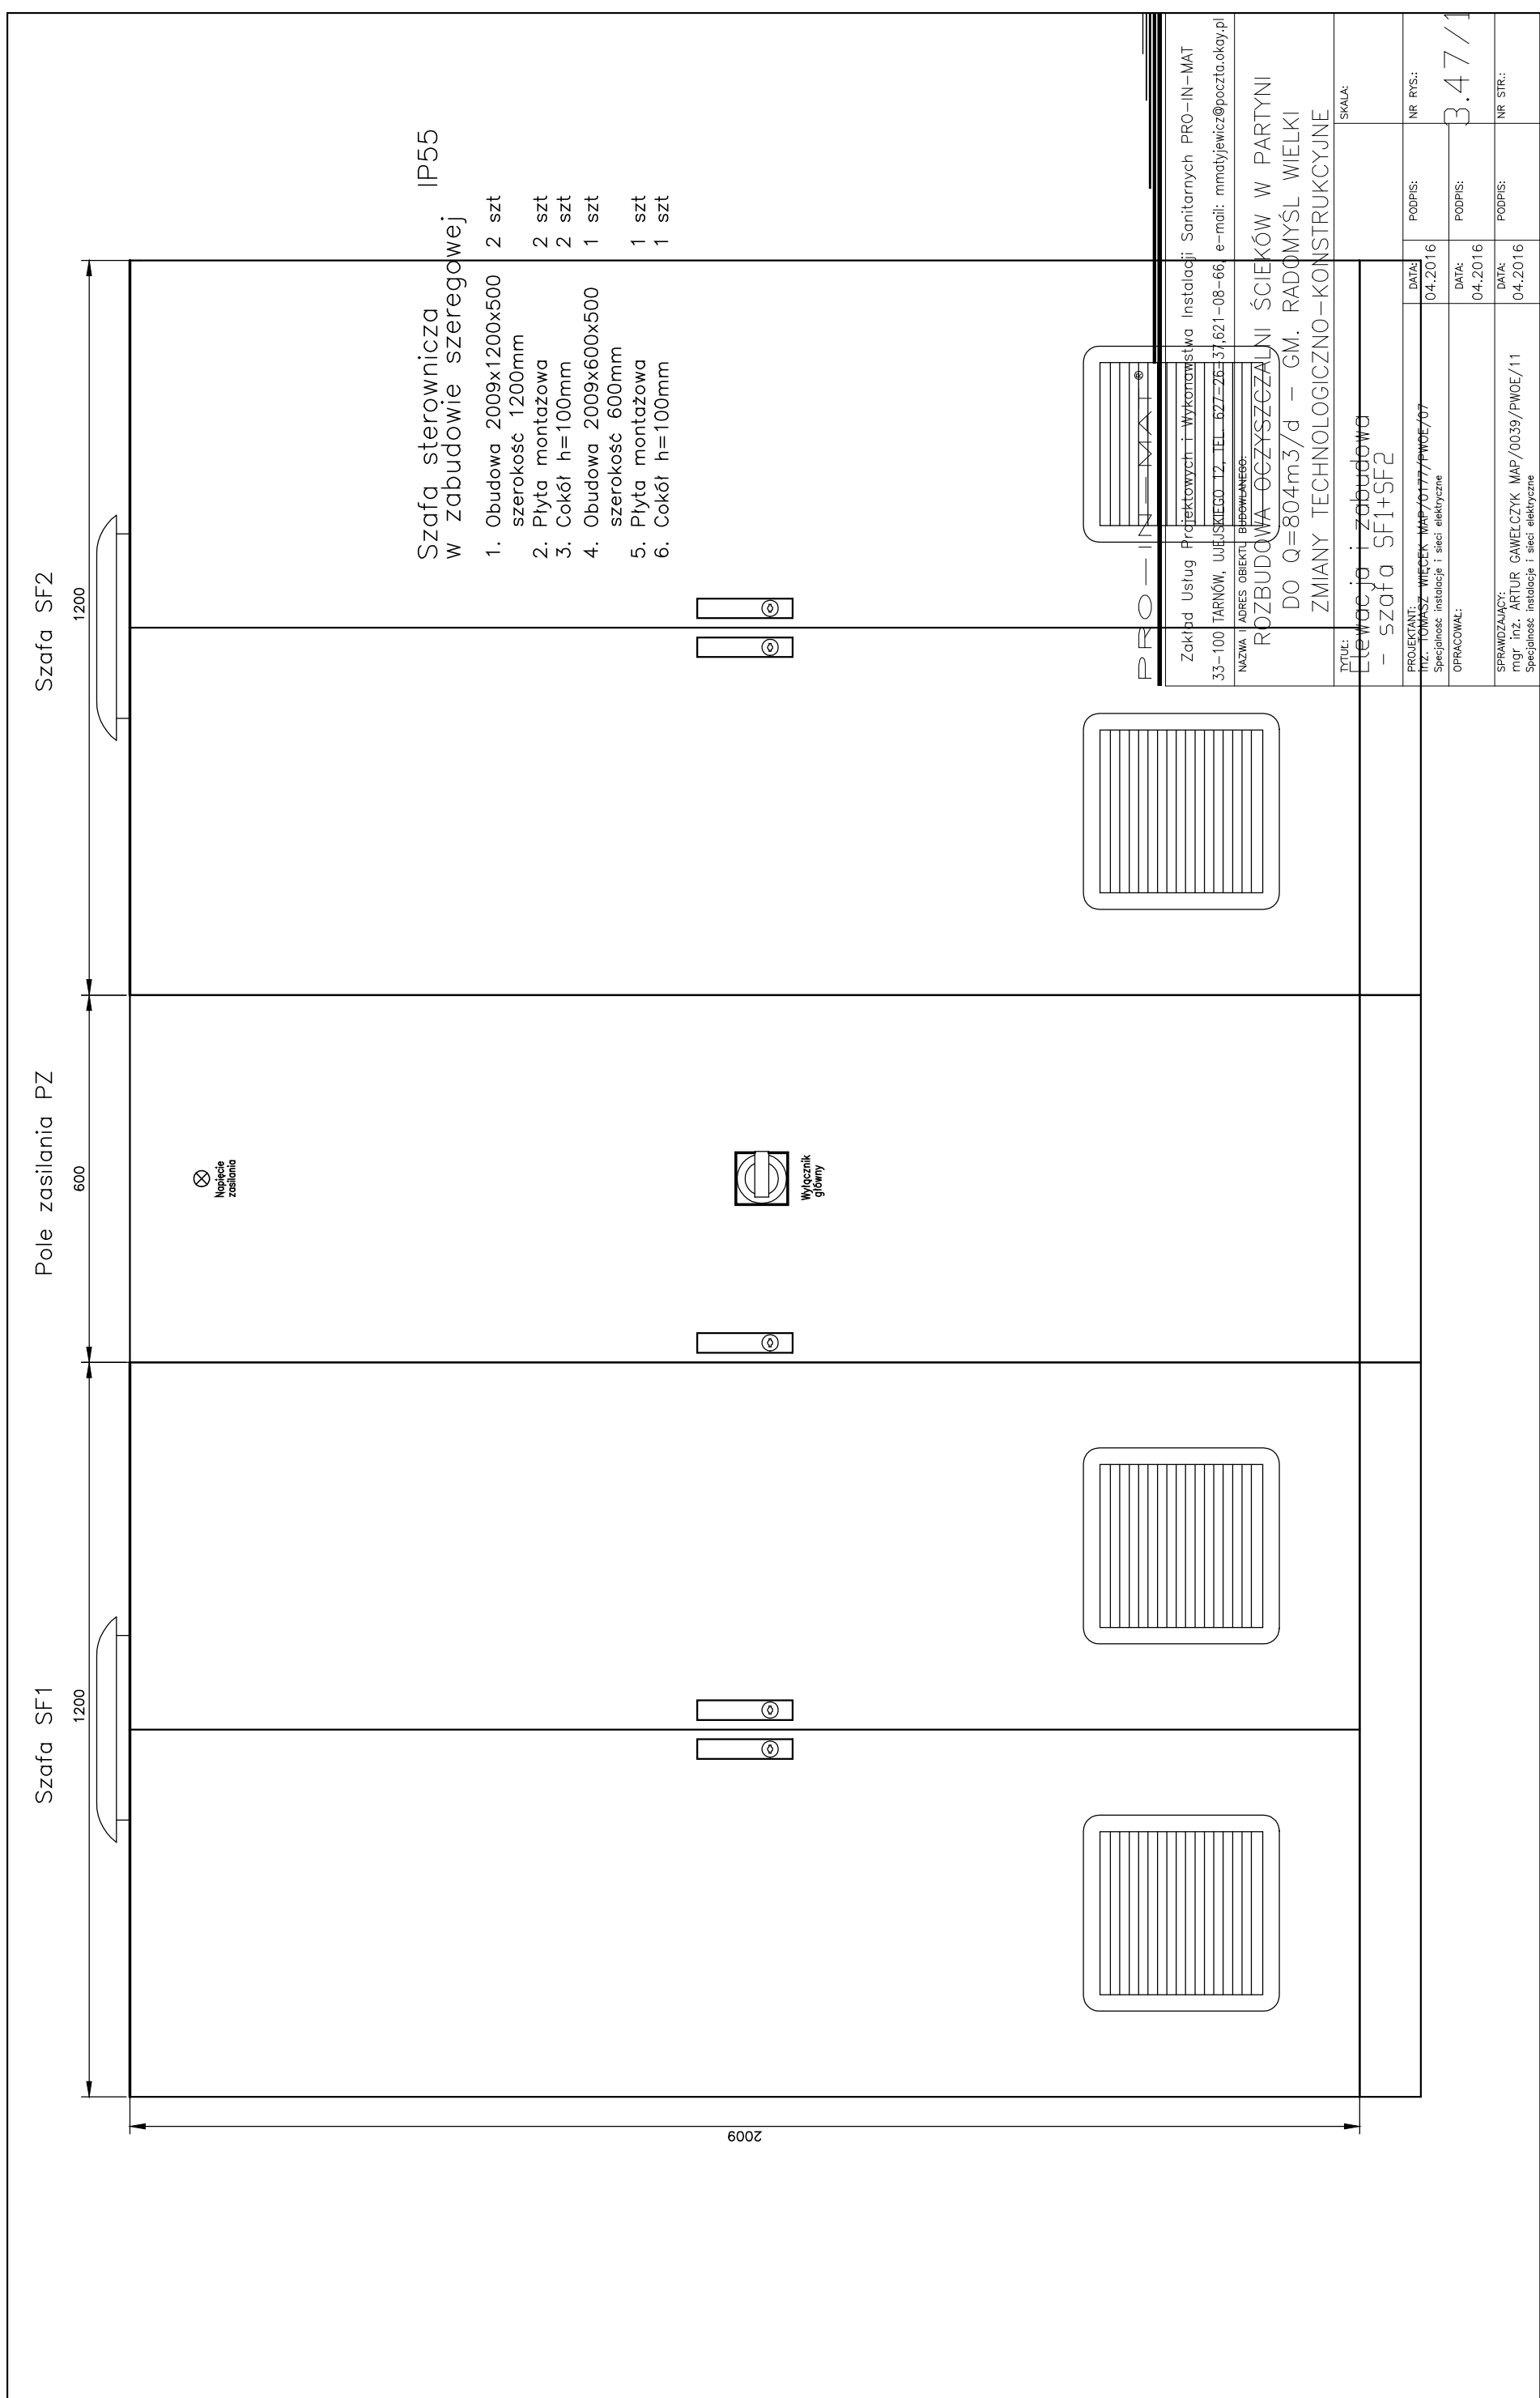 Szafa SF1
1200
Pole zasilania PZ
600
Szafa SF2
1200
2009
Napięcie
zasilania
Wyłącznik
główny
Szafa sterownicza IP55
w zabudowie szeregowej
1. Obudowa 2009x1200x500 2 szt
szerokość 1200mm
2. Płyta montażowa 2 szt
3. Cokół h=100mm 2 szt
4. Obudowa 2009x600x500 1 szt
szerokość 600mm
5. Płyta montażowa 1 szt
6. Cokół h=100mm 1 szt
PRO-IN-MAT®
Zakład Usług Projektowych i Wykonawstwa Instalacji Sanitarnych PRO-IN-MAT
33-100 TARNÓW, UJEJSKIEGO 12, TEL. 627-26-37,621-08-66, e-mail: mmatyjewicz@poczta.okay.pl
NAZWA I ADRES OBIEKTU BUDOWLANEGO:
ROZBUDOWA OCZYSZCZALNI ŚCIEKÓW W PARTYNI
DO Q=804m3/d - GM. RADOMYŚL WIELKI
ZMIANY TECHNOLOGICZNO-KONSTRUKCYJNE
TYTUŁ:
Elewacja i zabudowa
- szafa SF1+SF2
SKALA:
PROJEKTANT:
inż. TOMASZ WIĘCEK MAP/0177/PWOE/07
Specjalność instalacje i sieci elektryczne
DATA:
04.2016
PODPIS:
NR RYS.:
3.47/1
OPRACOWAŁ:
DATA:
04.2016
PODPIS:
SPRAWDZAJĄCY:
mgr inż. ARTUR GAWEŁCZYK MAP/0039/PWOE/11
Specjalność instalacje i sieci elektryczne
DATA:
04.2016
PODPIS:
NR STR.: